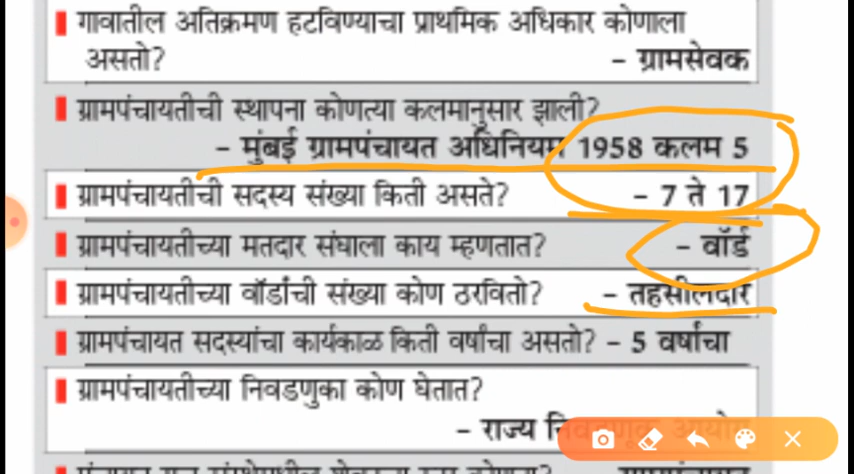 गावातील अतिक्रमण हटविण्याचा प्राथमिक अधिकार कोणाला
असतो? – ग्रामसेवक
ग्रामपंचायतीची स्थापना कोणत्या कलमानुसार झाली?
– मुंबई ग्रामपंचायत अधिनियम 1958 कलम 5
ग्रामपंचायतीची सदस्य संख्या किती असते? – 7 ते 17
ग्रामपंचायतीच्या मतदार संघाला काय म्हणतात? – वॉर्ड
ग्रामपंचायतीच्या वॉर्डांची संख्या कोण ठरवितो? – तहसीलदार
ग्रामपंचायत सदस्यांचा कार्यकाळ किती वर्षांचा असतो? – 5 वर्षांचा
ग्रामपंचायतीच्या निवडणुका कोण घेतात?
– राज्य